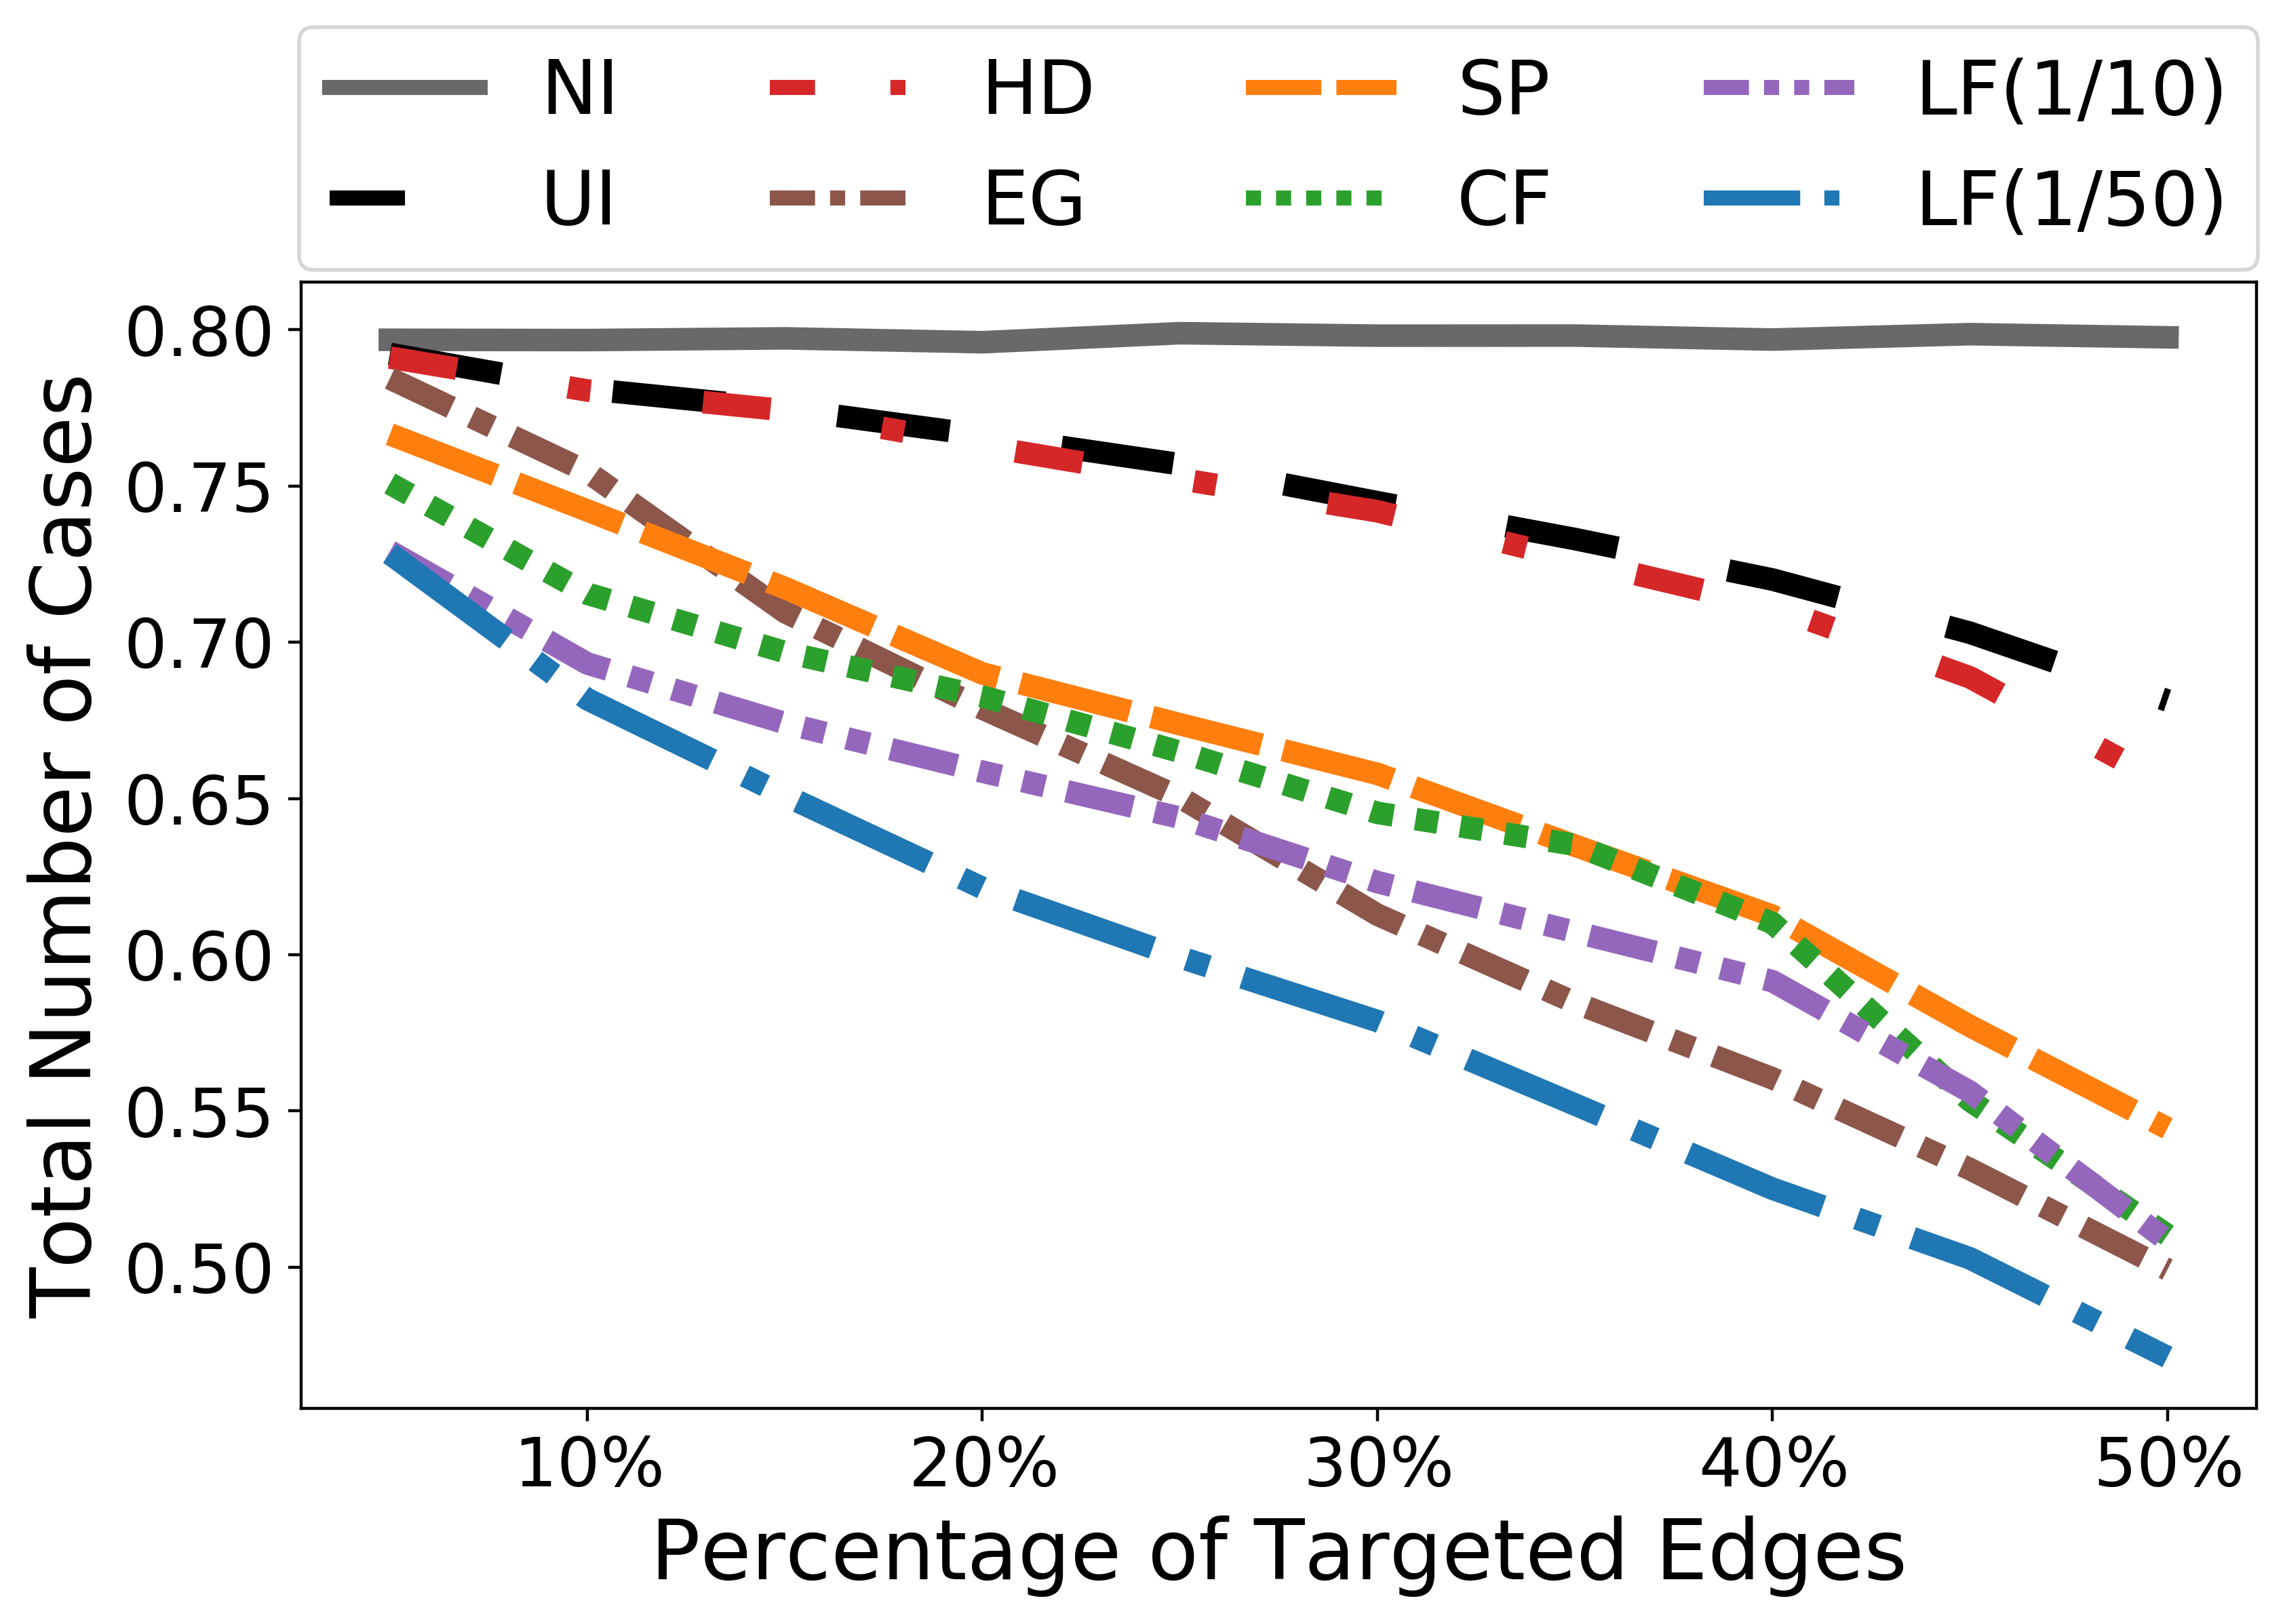 NI HD SP LF(1/10)
UI EG CF LF(1/50)
Total Number of Cases
0.80
0.75
0.70
0.65
0.60
0.55
0.50
10% 20% 30% 40% 50%
Percentage of Targeted Edges